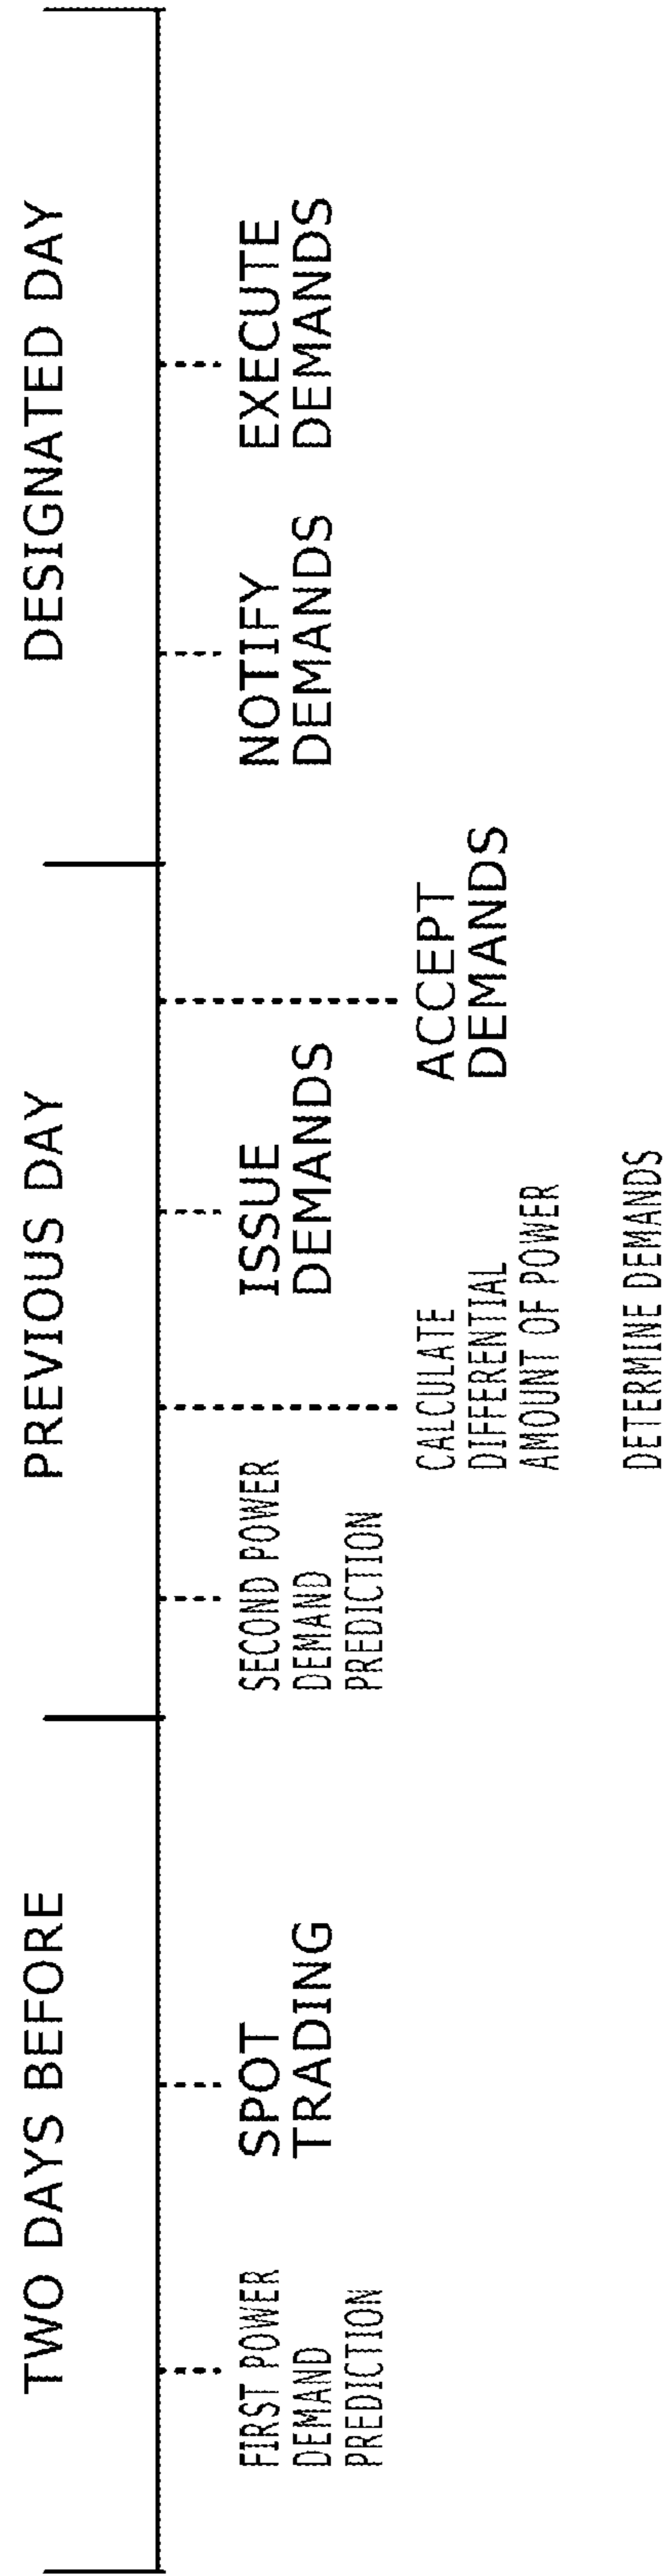 TWO DAYS BEFORE
PREVIOUS DAY
DESIGNATED DAY
FIRST POWER
DEMAND
PREDICTION
SPOT
TRADING
SECOND POWER
DEMAND
PREDICTION
CALCULATE
DIFFERENTIAL
AMOUNT OF POWER
DETERMINE DEMANDS
ISSUE
DEMANDS
ACCEPT
DEMANDS
NOTIFY
DEMANDS
EXECUTE
DEMANDS